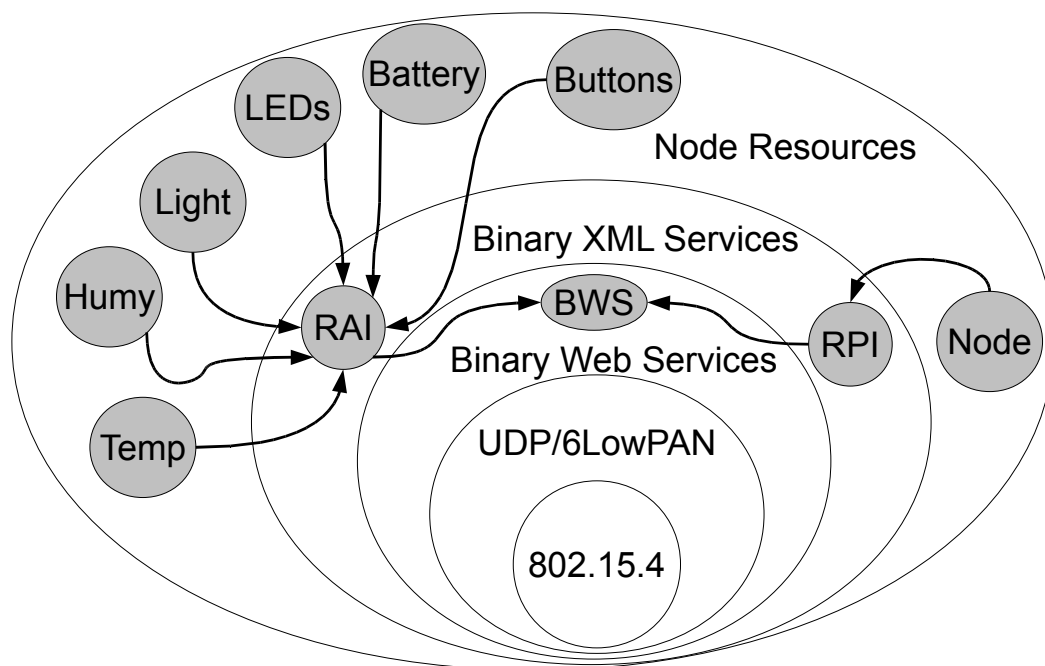 Battery
Buttons
LEDs
Node Resources
Light
Binary XML Services
Humy
BWS
RAI
RPI
Node
Binary Web Services
Temp
UDP/6LowPAN
802.15.4